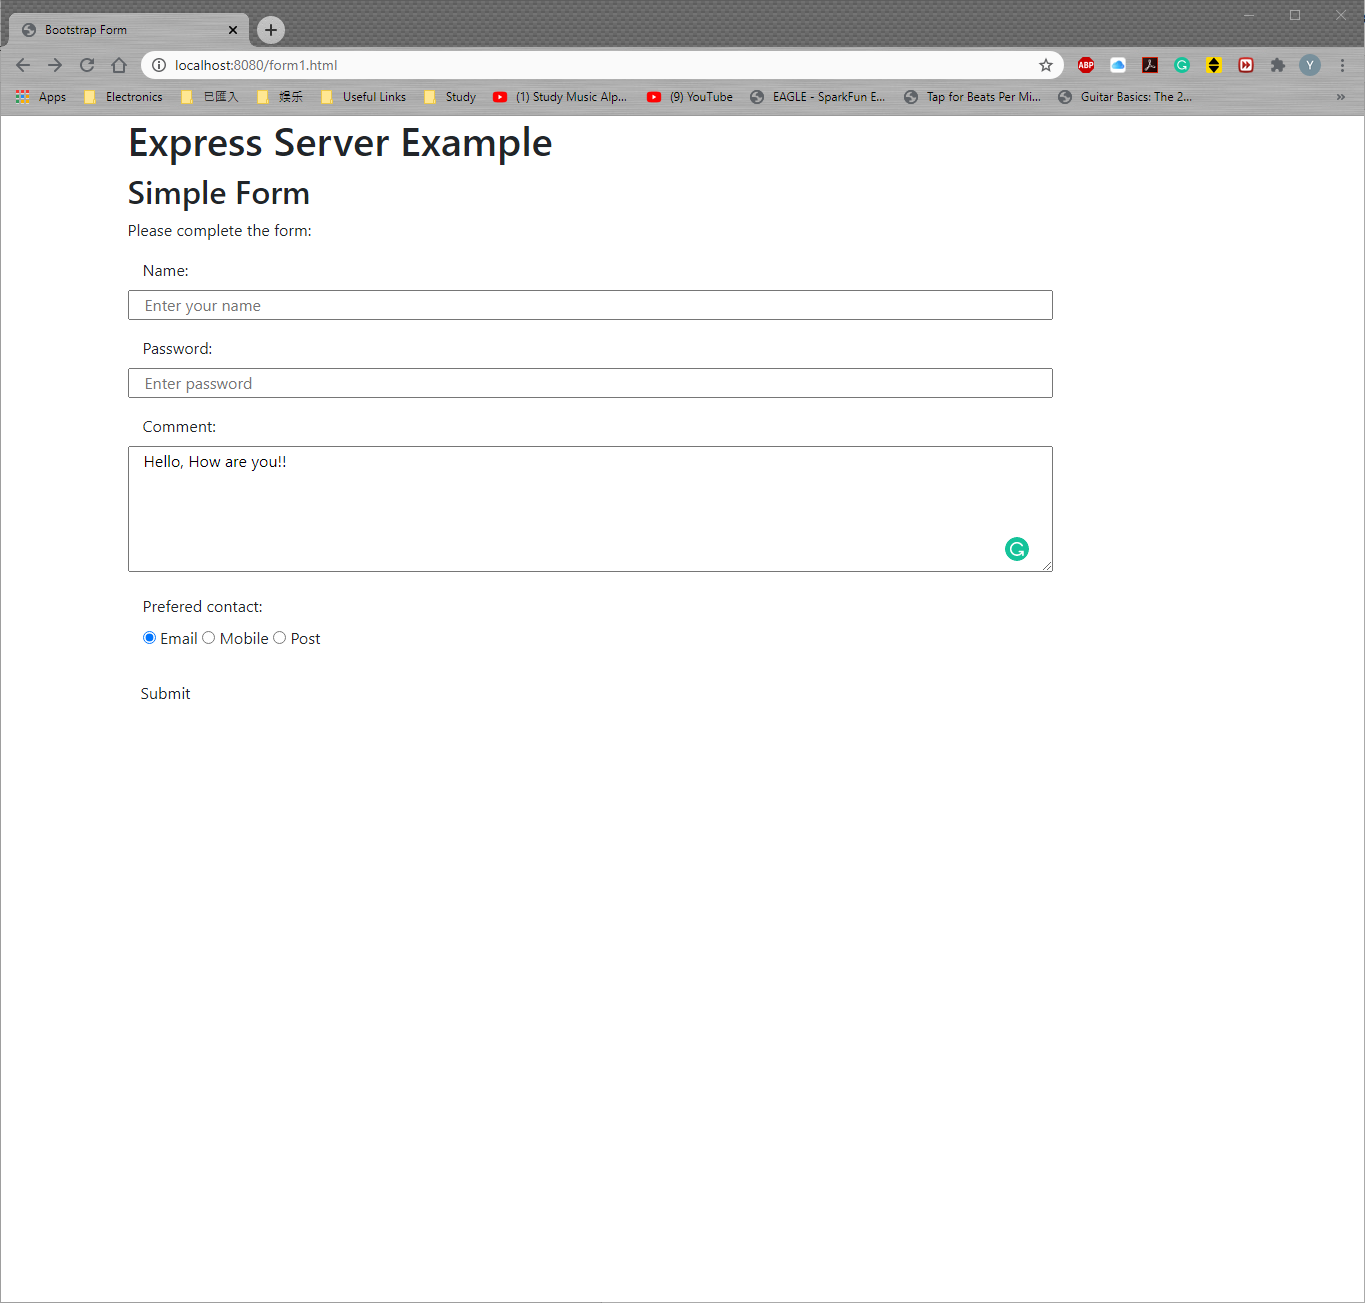 Bootstrap Form
localhost:8080/form1.html
ABP
Y
Apps Electronics 已匯入 娱乐 Useful Links Study (1) Study Music Alp... (9) YouTube EAGLE - SparkFun E... Tap for Beats Per Mi... Guitar Basics: The 2... »
Express Server Example
Simple Form
Please complete the form:
Name:
Enter your name
Password:
Enter password
Comment:
Hello, How are you!!
Prefered contact:
Email Mobile Post
Submit